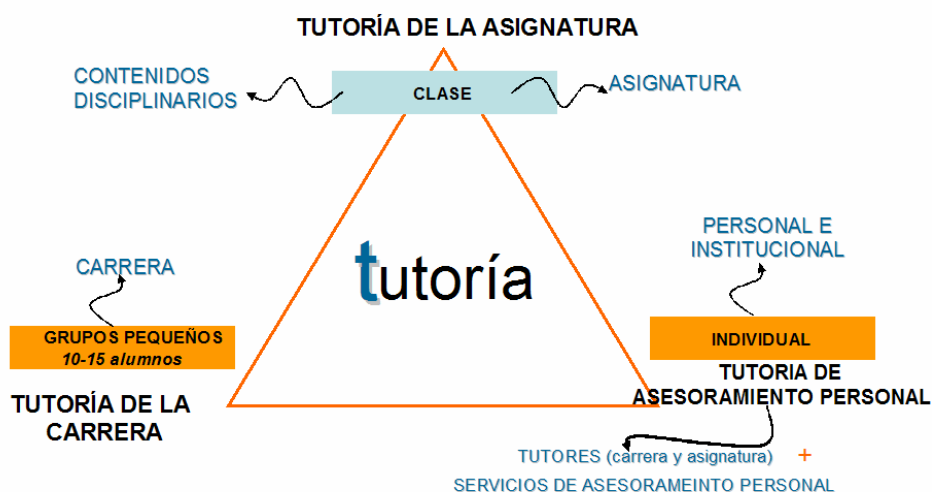 TUTORÍA DE LA ASIGNATURA
CONTENIDOS
DISCIPLINARIOS
CLASE
ASIGNATURA
PERSONAL E
INSTITUCIONAL
CARRERA
tutoría
GRUPOS PEQUEÑOS
10-15 alumnos
INDIVIDUAL
TUTORÍA DE LA
CARRERA
TUTORIA DE
ASESORAMIENTO PERSONAL
TUTORES (carrera y asignatura) +
SERVICIOS DE ASESORAMEINTO PERSONAL